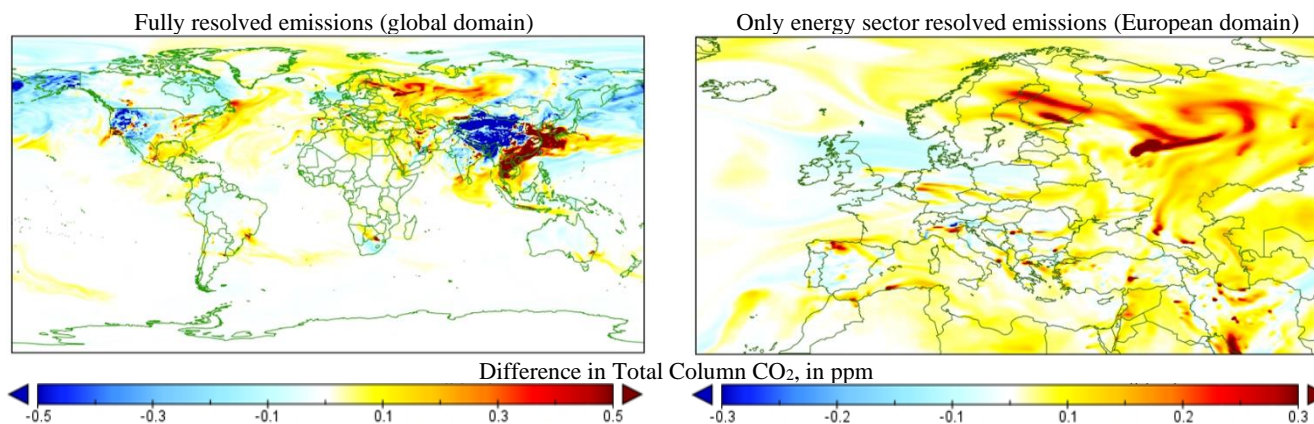 Fully resolved emissions (global domain)
Only energy sector resolved emissions (European domain)
Difference in Total Column CO₂, in ppm
-0.5 -0.3 -0.1 0.1 0.3 0.5
-0.3 -0.2 -0.1 0.1 0.2 0.3